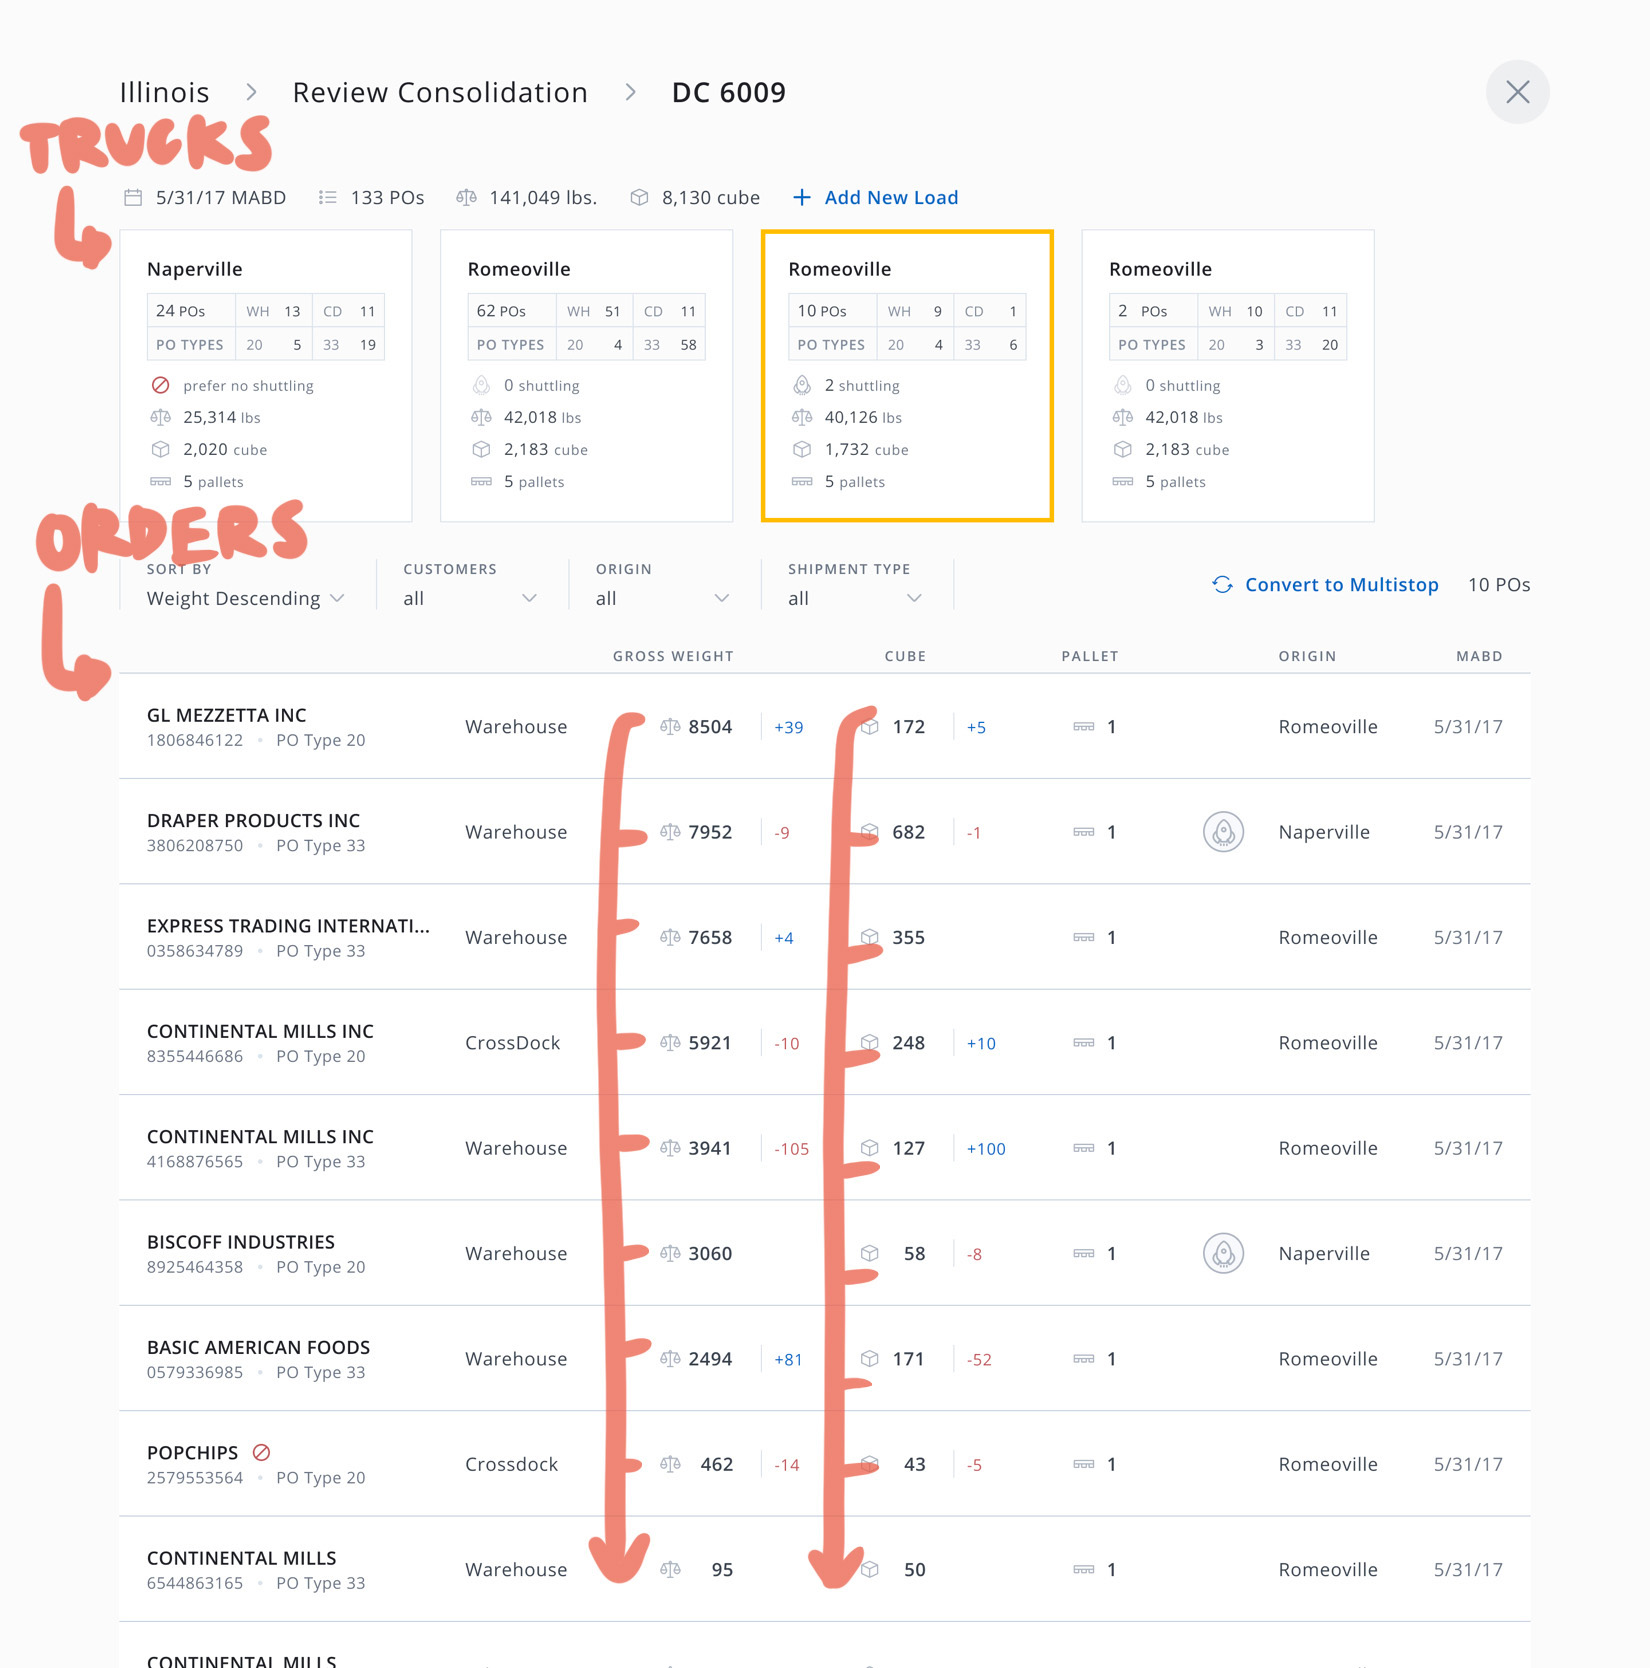 Illinois > Review Consolidation > DC 6009
TRUCKS
5/31/17 MABD 133 POs 141,049 lbs. 8,130 cube + Add New Load
Naperville
24 POs WH 13 CD 11
PO TYPES 20 5 33 19
prefer no shuttling
25,314 lbs
2,020 cube
5 pallets
Romeoville
62 POs WH 51 CD 11
PO TYPES 20 4 33 58
0 shuttling
42,018 lbs
2,183 cube
5 pallets
Romeoville
10 POs WH 9 CD 1
PO TYPES 20 4 33 6
2 shuttling
40,126 lbs
1,732 cube
5 pallets
Romeoville
2 POs WH 10 CD 11
PO TYPES 20 3 33 20
0 shuttling
42,018 lbs
2,183 cube
5 pallets
ORDERS
SORT BY CUSTOMERS ORIGIN SHIPMENT TYPE
Weight Descending all all all
Convert to Multistop 10 POs
GROSS WEIGHT CUBE PALLET ORIGIN MABD
GL MEZZETTA INC
1806846122 • PO Type 20
Warehouse 8504 +39 172 +5 1 Romeoville 5/31/17
DRAPER PRODUCTS INC
3806208750 • PO Type 33
Warehouse 7952 -9 682 -1 1 Naperville 5/31/17
EXPRESS TRADING INTERNATI...
0358634789 • PO Type 33
Warehouse 7658 +4 355 1 Romeoville 5/31/17
CONTINENTAL MILLS INC
8355446686 • PO Type 20
CrossDock 5921 -10 248 +10 1 Romeoville 5/31/17
CONTINENTAL MILLS INC
4168876565 • PO Type 33
Warehouse 3941 -105 127 +100 1 Romeoville 5/31/17
BISCOFF INDUSTRIES
8925464358 • PO Type 20
Warehouse 3060 58 -8 1 Naperville 5/31/17
BASIC AMERICAN FOODS
0579336985 • PO Type 33
Warehouse 2494 +81 171 -52 1 Romeoville 5/31/17
POPCHIPS
2579553564 • PO Type 20
Crossdock 462 -14 43 -5 1 Romeoville 5/31/17
CONTINENTAL MILLS
6544863165 • PO Type 33
Warehouse 95 50 1 Romeoville 5/31/17
CONTINENTAL MILLS